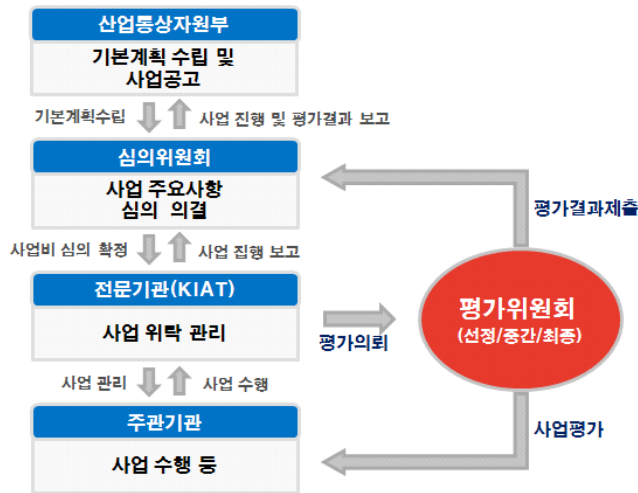 산업통상자원부
기본계획 수립 및
사업공고
기본계획수립
사업 진행 및 평가결과 보고
심의위원회
사업 주요사항
심의 의결
평가결과제출
사업비 심의 확정
사업 집행 보고
전문기관(KIAT)
사업 위탁 관리
평가의뢰
평가위원회
(선정/중간/최종)
사업 관리
사업 수행
주관기관
사업 수행 등
사업평가